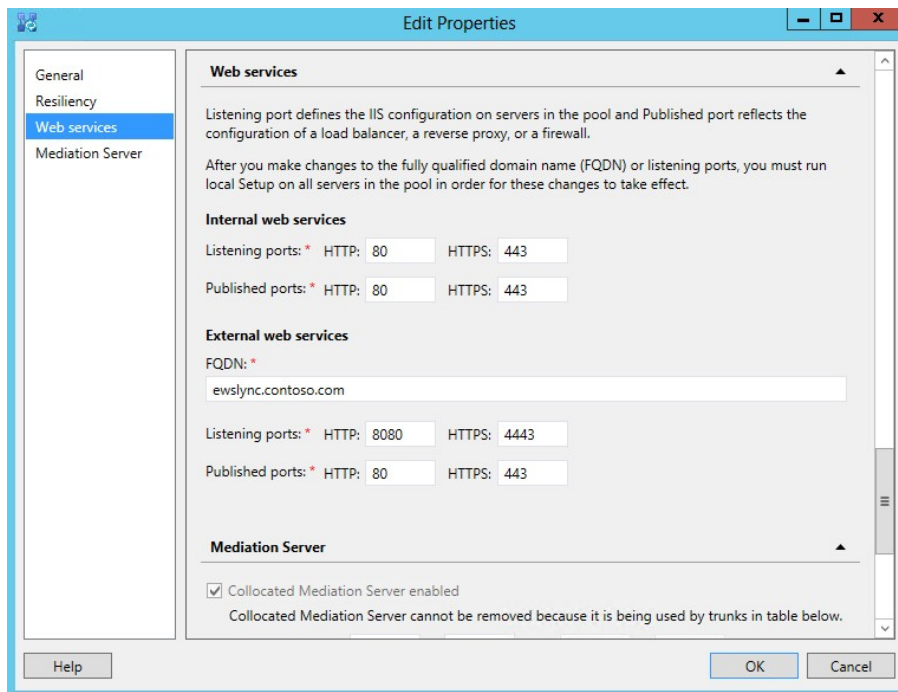 Edit Properties
General
Resiliency
Web services
Mediation Server
Web services
Listening port defines the IIS configuration on servers in the pool and Published port reflects the
configuration of a load balancer, a reverse proxy, or a firewall.
After you make changes to the fully qualified domain name (FQDN) or listening ports, you must run
local Setup on all servers in the pool in order for these changes to take effect.
Internal web services
Listening ports: * HTTP: 80 HTTPS: 443
Published ports: * HTTP: 80 HTTPS: 443
External web services
FQDN: *
ewslync.contoso.com
Listening ports: * HTTP: 8080 HTTPS: 4443
Published ports: * HTTP: 80 HTTPS: 443
Mediation Server
Collocated Mediation Server enabled
Collocated Mediation Server cannot be removed because it is being used by trunks in table below.
Help OK Cancel